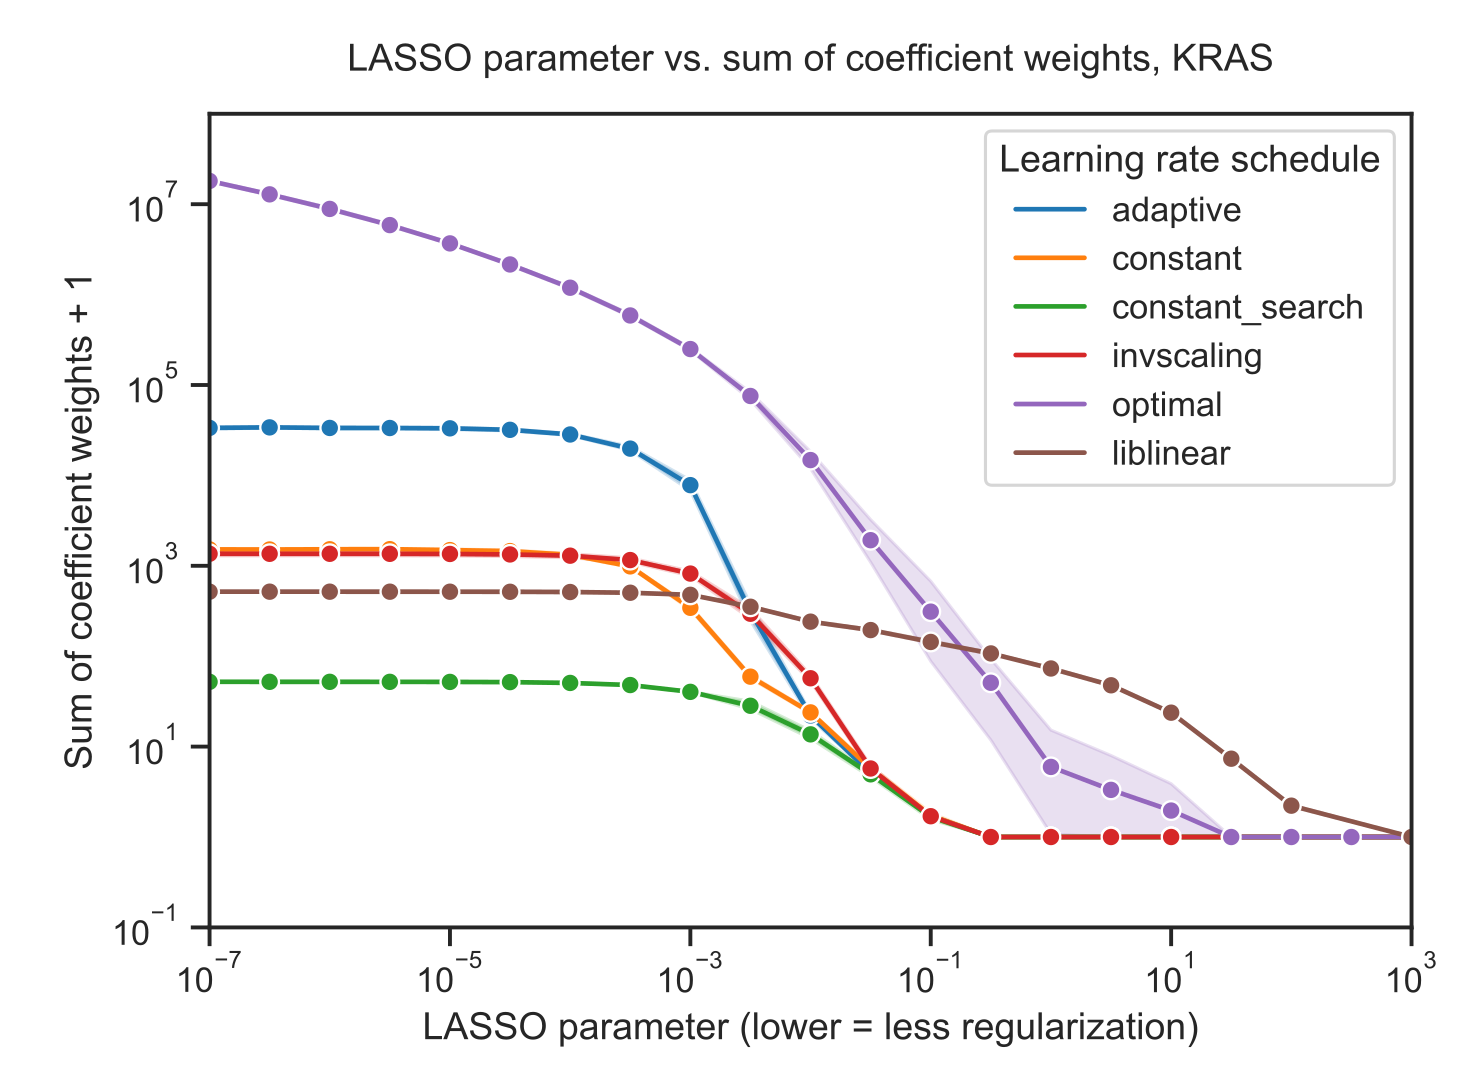 LASSO parameter vs. sum of coefficient weights, KRAS
Sum of coefficient weights + 1
10^7
10^5
10^3
10^1
10^−1
Learning rate schedule
adaptive
constant
constant_search
invscaling
optimal
liblinear
10^−7 10^−5 10^−3 10^−1 10^1 10^3
LASSO parameter (lower = less regularization)